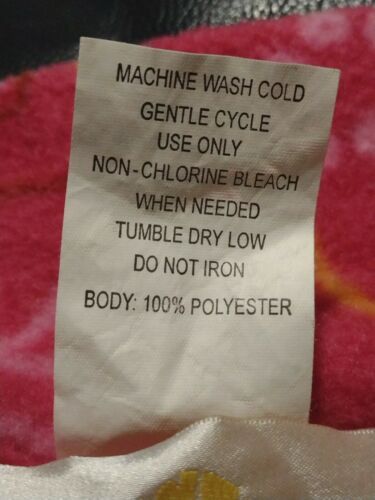 MACHINE WASH COLD
GENTLE CYCLE
USE ONLY
NON-CHLORINE BLEACH
WHEN NEEDED
TUMBLE DRY LOW
DO NOT IRON
BODY: 100% POLYESTER